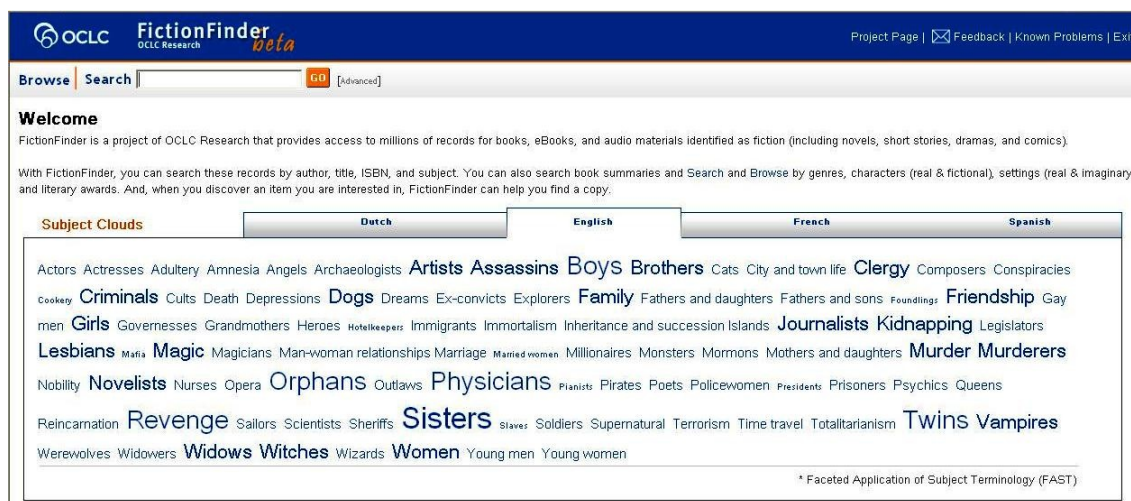 OCLC FictionFinder
OCLC Research beta
Project Page | Feedback | Known Problems | Exi
Browse Search GO [Advanced]
Welcome
FictionFinder is a project of OCLC Research that provides access to millions of records for books, eBooks, and audio materials identified as fiction (including novels, short stories, dramas, and comics).
With FictionFinder, you can search these records by author, title, ISBN, and subject. You can also search book summaries and Search and Browse by genres, characters (real & fictional), settings (real & imaginary
and literary awards. And, when you discover an item you are interested in, FictionFinder can help you find a copy.
Subject Clouds Dutch English French Spanish
Actors Actresses Adultery Amnesia Angels Archaeologists Artists Assassins Boys Brothers Cats City and town life Clergy Composers Conspiracies
Cookery Criminals Cults Death Depressions Dogs Dreams Ex-convicts Explorers Family Fathers and daughters Fathers and sons Foundlings Friendship Gay
men Girls Governesses Grandmothers Heroes Hotelkeepers Immigrants Immortalism Inheritance and succession Islands Journalists Kidnapping Legislators
Lesbians Mafia Magic Magicians Man-woman relationships Marriage Married women Millionaires Monsters Mormons Mothers and daughters Murder Murderers
Nobility Novelists Nurses Opera Orphans Outlaws Physicians Pianists Pirates Poets Policewomen Presidents Prisoners Psychics Queens
Reincarnation Revenge Sailors Scientists Sheriffs Sisters Slaves Soldiers Supernatural Terrorism Time travel Totalitarianism Twins Vampires
Werewolves Widowers Widows Witches Wizards Women Young men Young women
* Faceted Application of Subject Terminology (FAST)